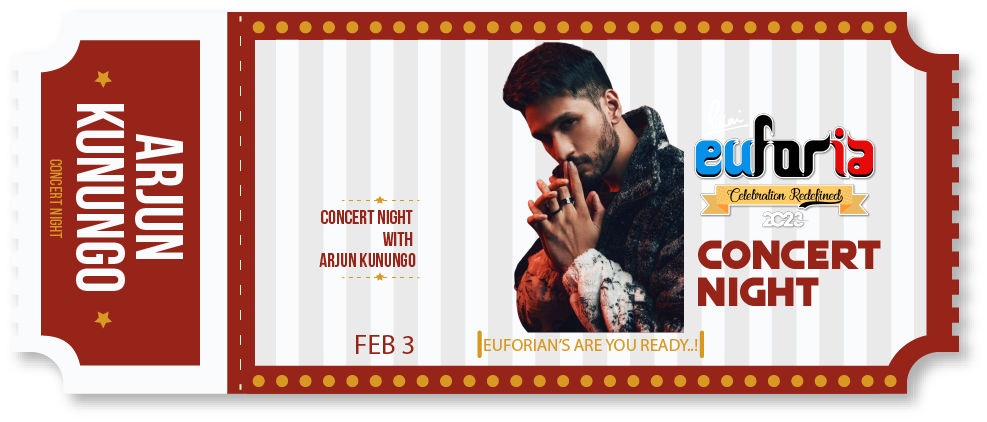 ARJUN
KUNUNGO
CONCERT NIGHT
CONCERT NIGHT
WITH
ARJUN KUNUNGO
FEB 3
EUFORIAN'S ARE YOU READY..!
euforia
Celebration Redefined
2023
CONCERT
NIGHT